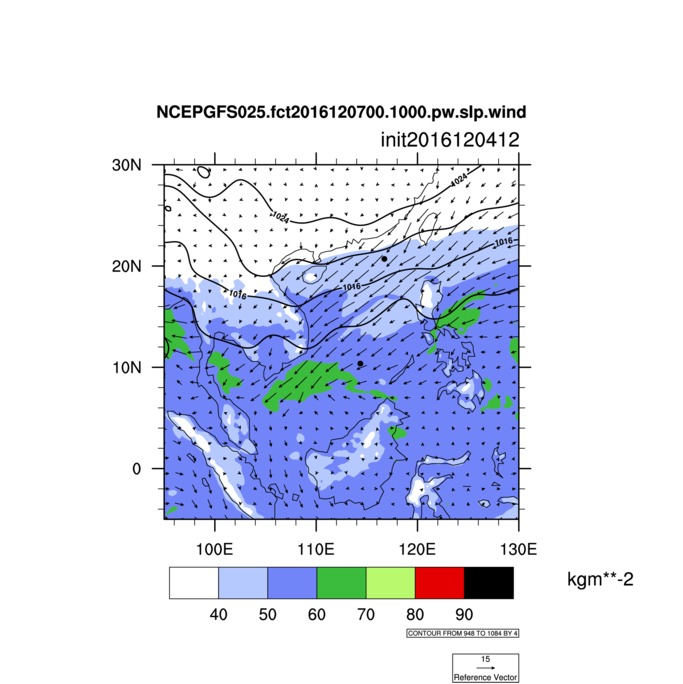 NCEPGFS025.fct2016120700.1000.pw.slp.wind
init2016120412
30N
1024
1024
1016
20N
1016
1016
10N
0
100E 110E 120E 130E
kgm**-2
40 50 60 70 80 90
CONTOUR FROM 948 TO 1084 BY 4
15
Reference Vector